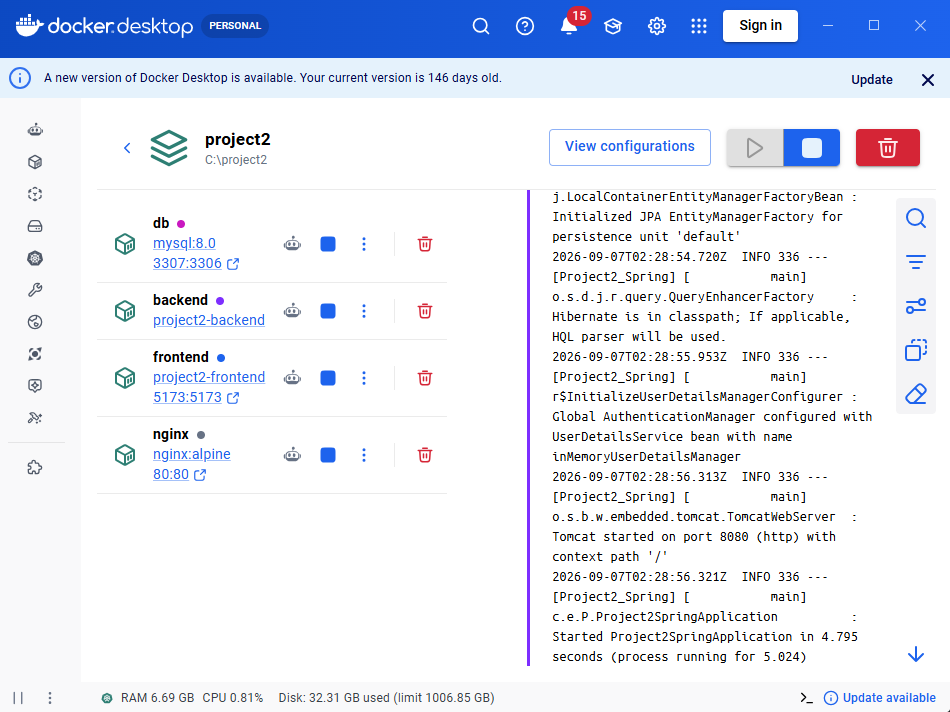 docker.desktop PERSONAL 15 Sign in
A new version of Docker Desktop is available. Your current version is 146 days old. Update
project2
C:\project2
View configurations
db
mysql:8.0
3307:3306
backend
project2-backend
frontend
project2-frontend
5173:5173
nginx
nginx:alpine
80:80
j.LocalContainerEntityManagerFactoryBean :
Initialized JPA EntityManagerFactory for
persistence unit 'default'
2026-09-07T02:28:54.720Z  INFO 336 ---
[Project2_Spring] [           main]
o.s.d.j.r.query.QueryEnhancerFactory     :
Hibernate is in classpath; If applicable,
HQL parser will be used.
2026-09-07T02:28:55.953Z  INFO 336 ---
[Project2_Spring] [           main]
r$InitializeUserDetailsManagerConfigurer :
Global AuthenticationManager configured with
UserDetailsService bean with name
inMemoryUserDetailsManager
2026-09-07T02:28:56.313Z  INFO 336 ---
[Project2_Spring] [           main]
o.s.b.w.embedded.tomcat.TomcatWebServer  :
Tomcat started on port 8080 (http) with
context path '/'
2026-09-07T02:28:56.321Z  INFO 336 ---
[Project2_Spring] [           main]
c.e.P.Project2SpringApplication          :
Started Project2SpringApplication in 4.795
seconds (process running for 5.024)
RAM 6.69 GB CPU 0.81% Disk: 32.31 GB used (limit 1006.85 GB) >_ Update available